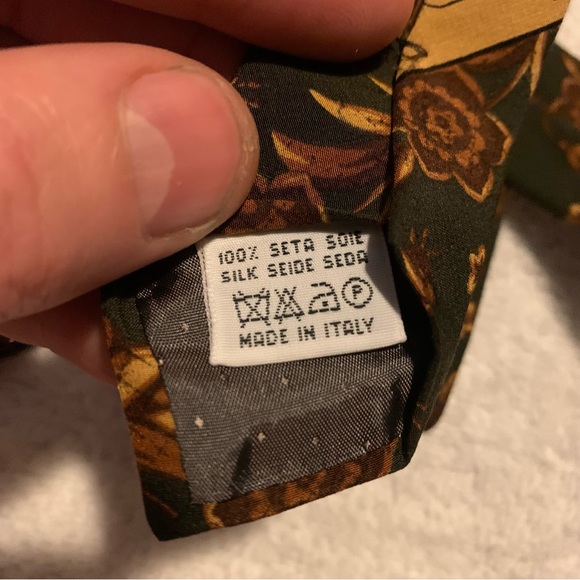 100% SETA SOIE
SILK SEIDE SEDA
P
MADE IN ITALY